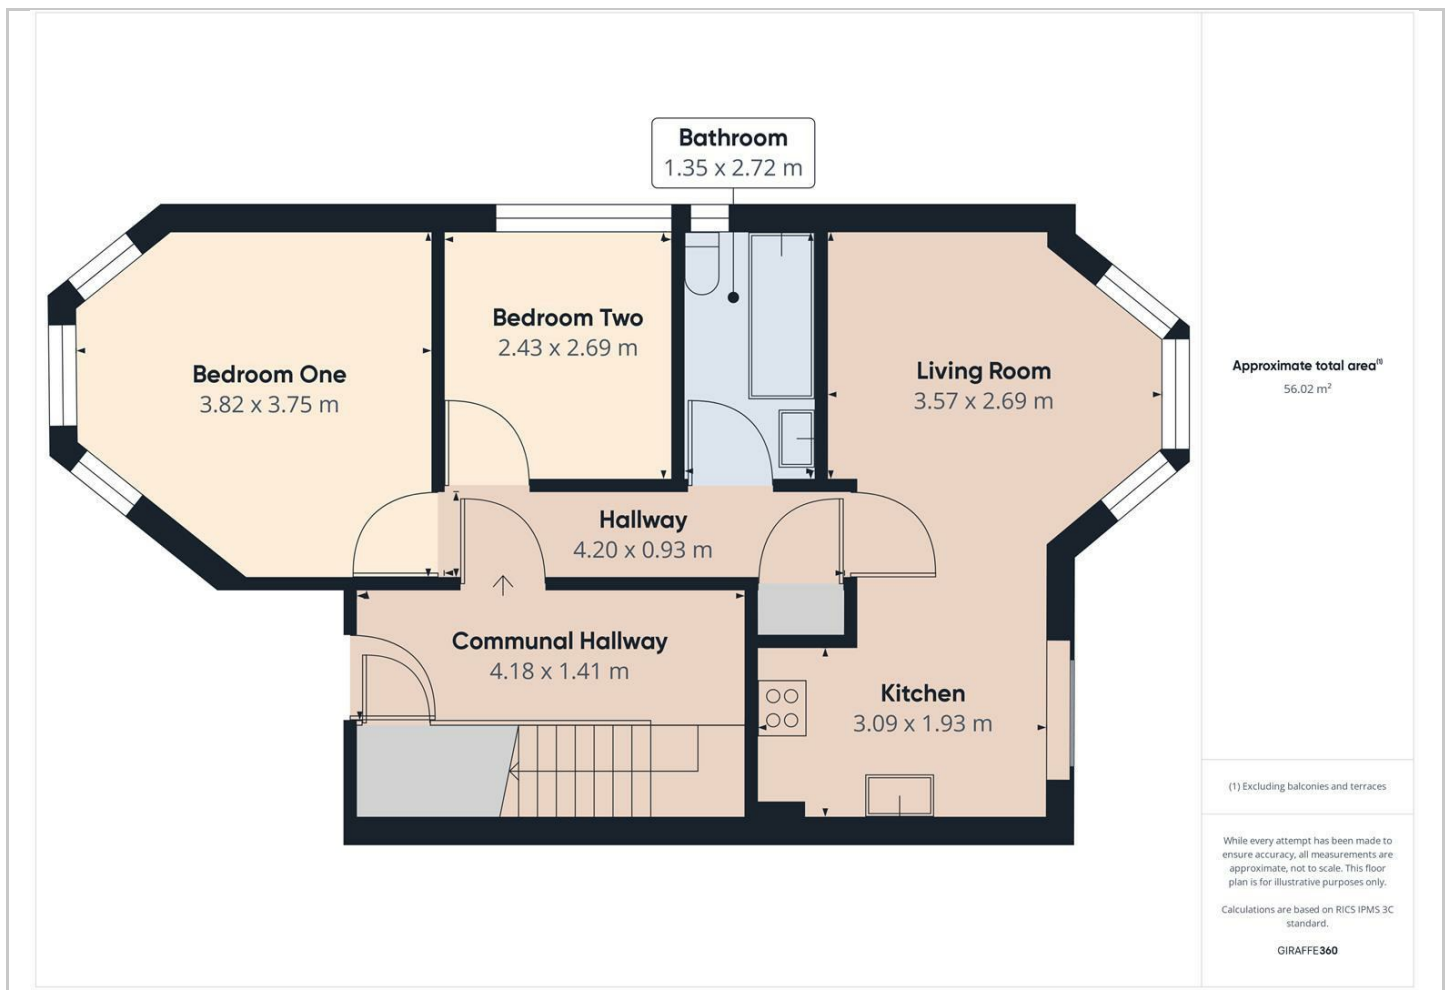 Bathroom
1.35 x 2.72 m
Bedroom Two
2.43 x 2.69 m
Bedroom One
3.82 x 3.75 m
Living Room
3.57 x 2.69 m
Hallway
4.20 x 0.93 m
Communal Hallway
4.18 x 1.41 m
Kitchen
3.09 x 1.93 m
Approximate total area⁽¹⁾
56.02 m²
(1) Excluding balconies and terraces
While every attempt has been made to
ensure accuracy, all measurements are
approximate, not to scale. This floor
plan is for illustrative purposes only.
Calculations are based on RICS IPMS 3C
standard.
GIRAFFE360